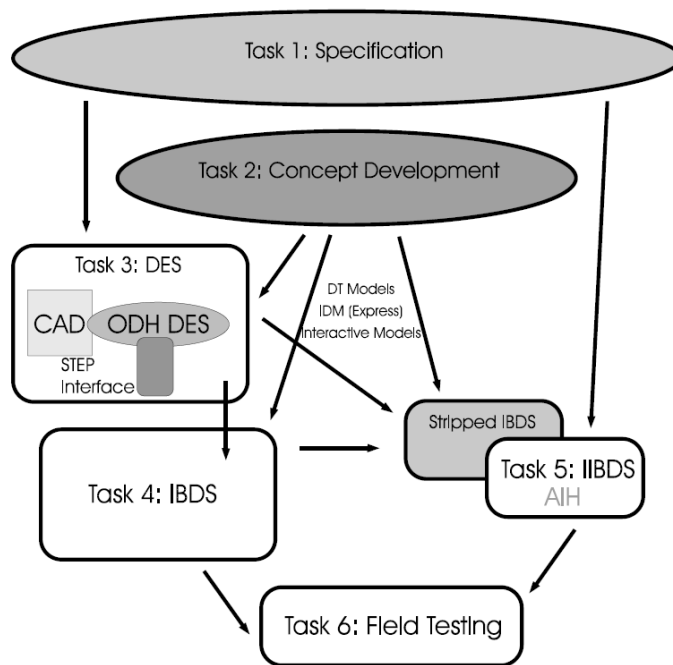 Task 1: Specification
Task 2: Concept Development
Task 3: DES
CAD
ODH DES
STEP
Interface
DT Models
IDM (Express)
Interactive Models
Stripped IBDS
Task 4: IBDS
Task 5: IIBDS
AIH
Task 6: Field Testing